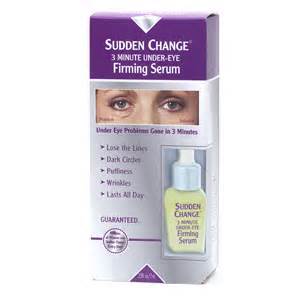 SUDDEN CHANGE®
3 MINUTE UNDER-EYE
Firming Serum
Under Eye Problems Gone in 3 Minutes
• Lose the Lines
• Dark Circles
• Puffiness
• Wrinkles
• Lasts All Day
GUARANTEED.
SUDDEN
CHANGE
3 MINUTE
UNDER-EYE
Firming
Serum